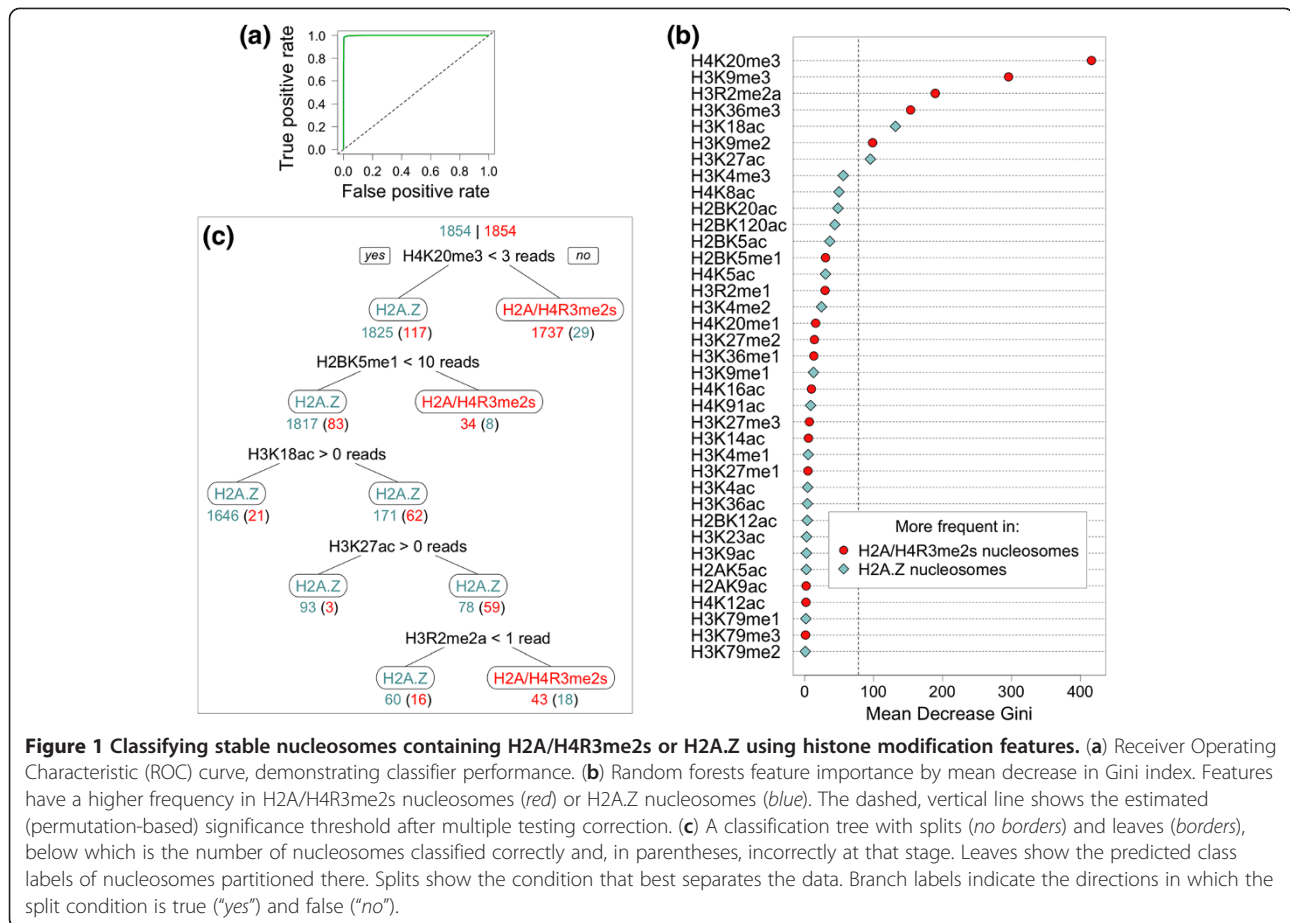 (a)
True positive rate
1.0
0.8
0.6
0.4
0.2
0.0
0.0 0.2 0.4 0.6 0.8 1.0
False positive rate
(b)
H4K20me3
H3K9me3
H3R2me2a
H3K36me3
H3K18ac
H3K9me2
H3K27ac
H3K4me3
H4K8ac
H2BK20ac
H2BK120ac
H2BK5ac
H2BK5me1
H4K5ac
H3R2me1
H3K4me2
H4K20me1
H3K27me2
H3K36me1
H3K9me1
H4K16ac
H4K91ac
H3K27me3
H3K14ac
H3K4me1
H3K27me1
H3K4ac
H3K36ac
H2BK12ac
H3K23ac
H3K9ac
H2AK5ac
H2AK9ac
H4K12ac
H3K79me1
H3K79me3
H3K79me2
More frequent in:
H2A/H4R3me2s nucleosomes
H2A.Z nucleosomes
0 100 200 300 400
Mean Decrease Gini
(c)
1854 | 1854
yes H4K20me3 < 3 reads no
H2A.Z H2A/H4R3me2s
1825 (117) 1737 (29)
H2BK5me1 < 10 reads
H2A.Z H2A/H4R3me2s
1817 (83) 34 (8)
H3K18ac > 0 reads
H2A.Z H2A.Z
1646 (21) 171 (62)
H3K27ac > 0 reads
H2A.Z H2A.Z
93 (3) 78 (59)
H3R2me2a < 1 read
H2A.Z H2A/H4R3me2s
60 (16) 43 (18)
Figure 1 Classifying stable nucleosomes containing H2A/H4R3me2s or H2A.Z using histone modification features. (a) Receiver Operating
Characteristic (ROC) curve, demonstrating classifier performance. (b) Random forests feature importance by mean decrease in Gini index. Features
have a higher frequency in H2A/H4R3me2s nucleosomes (red) or H2A.Z nucleosomes (blue). The dashed, vertical line shows the estimated
(permutation-based) significance threshold after multiple testing correction. (c) A classification tree with splits (no borders) and leaves (borders),
below which is the number of nucleosomes classified correctly and, in parentheses, incorrectly at that stage. Leaves show the predicted class
labels of nucleosomes partitioned there. Splits show the condition that best separates the data. Branch labels indicate the directions in which the
split condition is true (“yes”) and false (“no”).